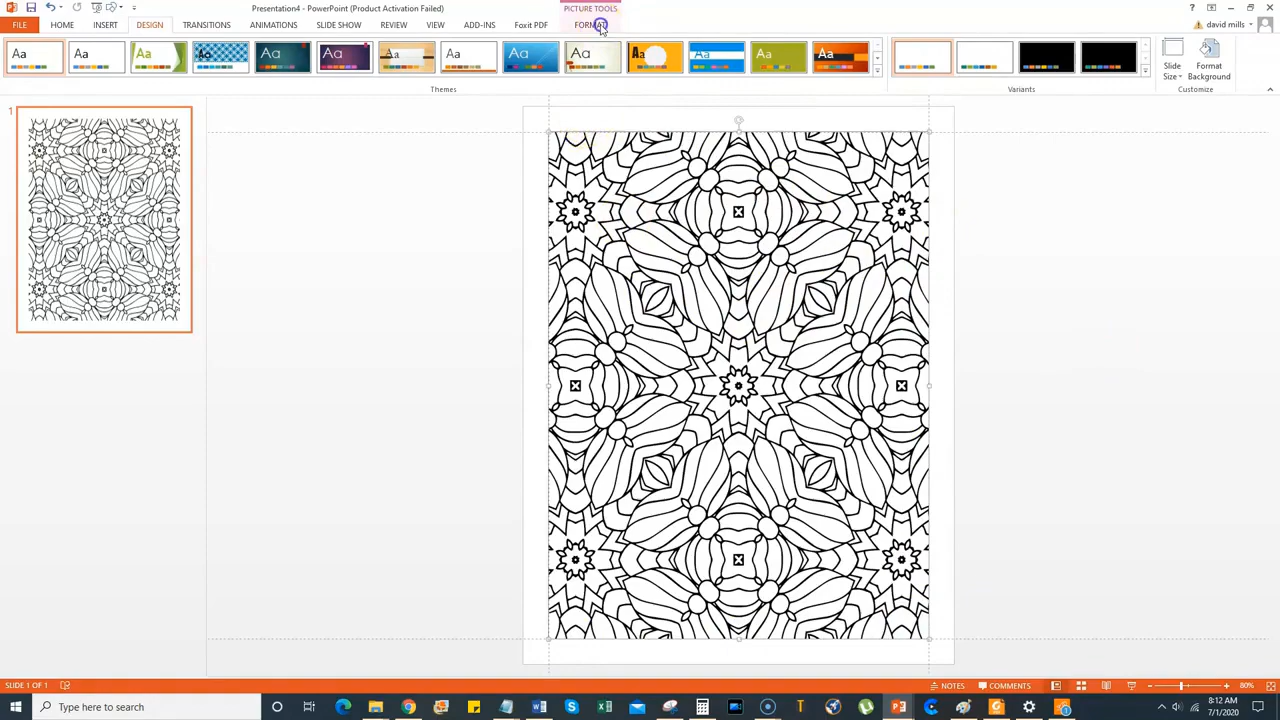 Presentation4 - PowerPoint (Product Activation Failed)
PICTURE TOOLS
FILE HOME INSERT DESIGN TRANSITIONS ANIMATIONS SLIDE SHOW REVIEW VIEW ADD-INS Foxit PDF FORMAT
david mills
Aa Aa Aa Aa Aa Aa Aa Aa Aa Aa Aa Aa Aa Aa
Slide Size
Format Background
Themes
Variants
Customize
1
SLIDE 1 OF 1
NOTES
COMMENTS
80%
Type here to search
8:12 AM
7/1/2020